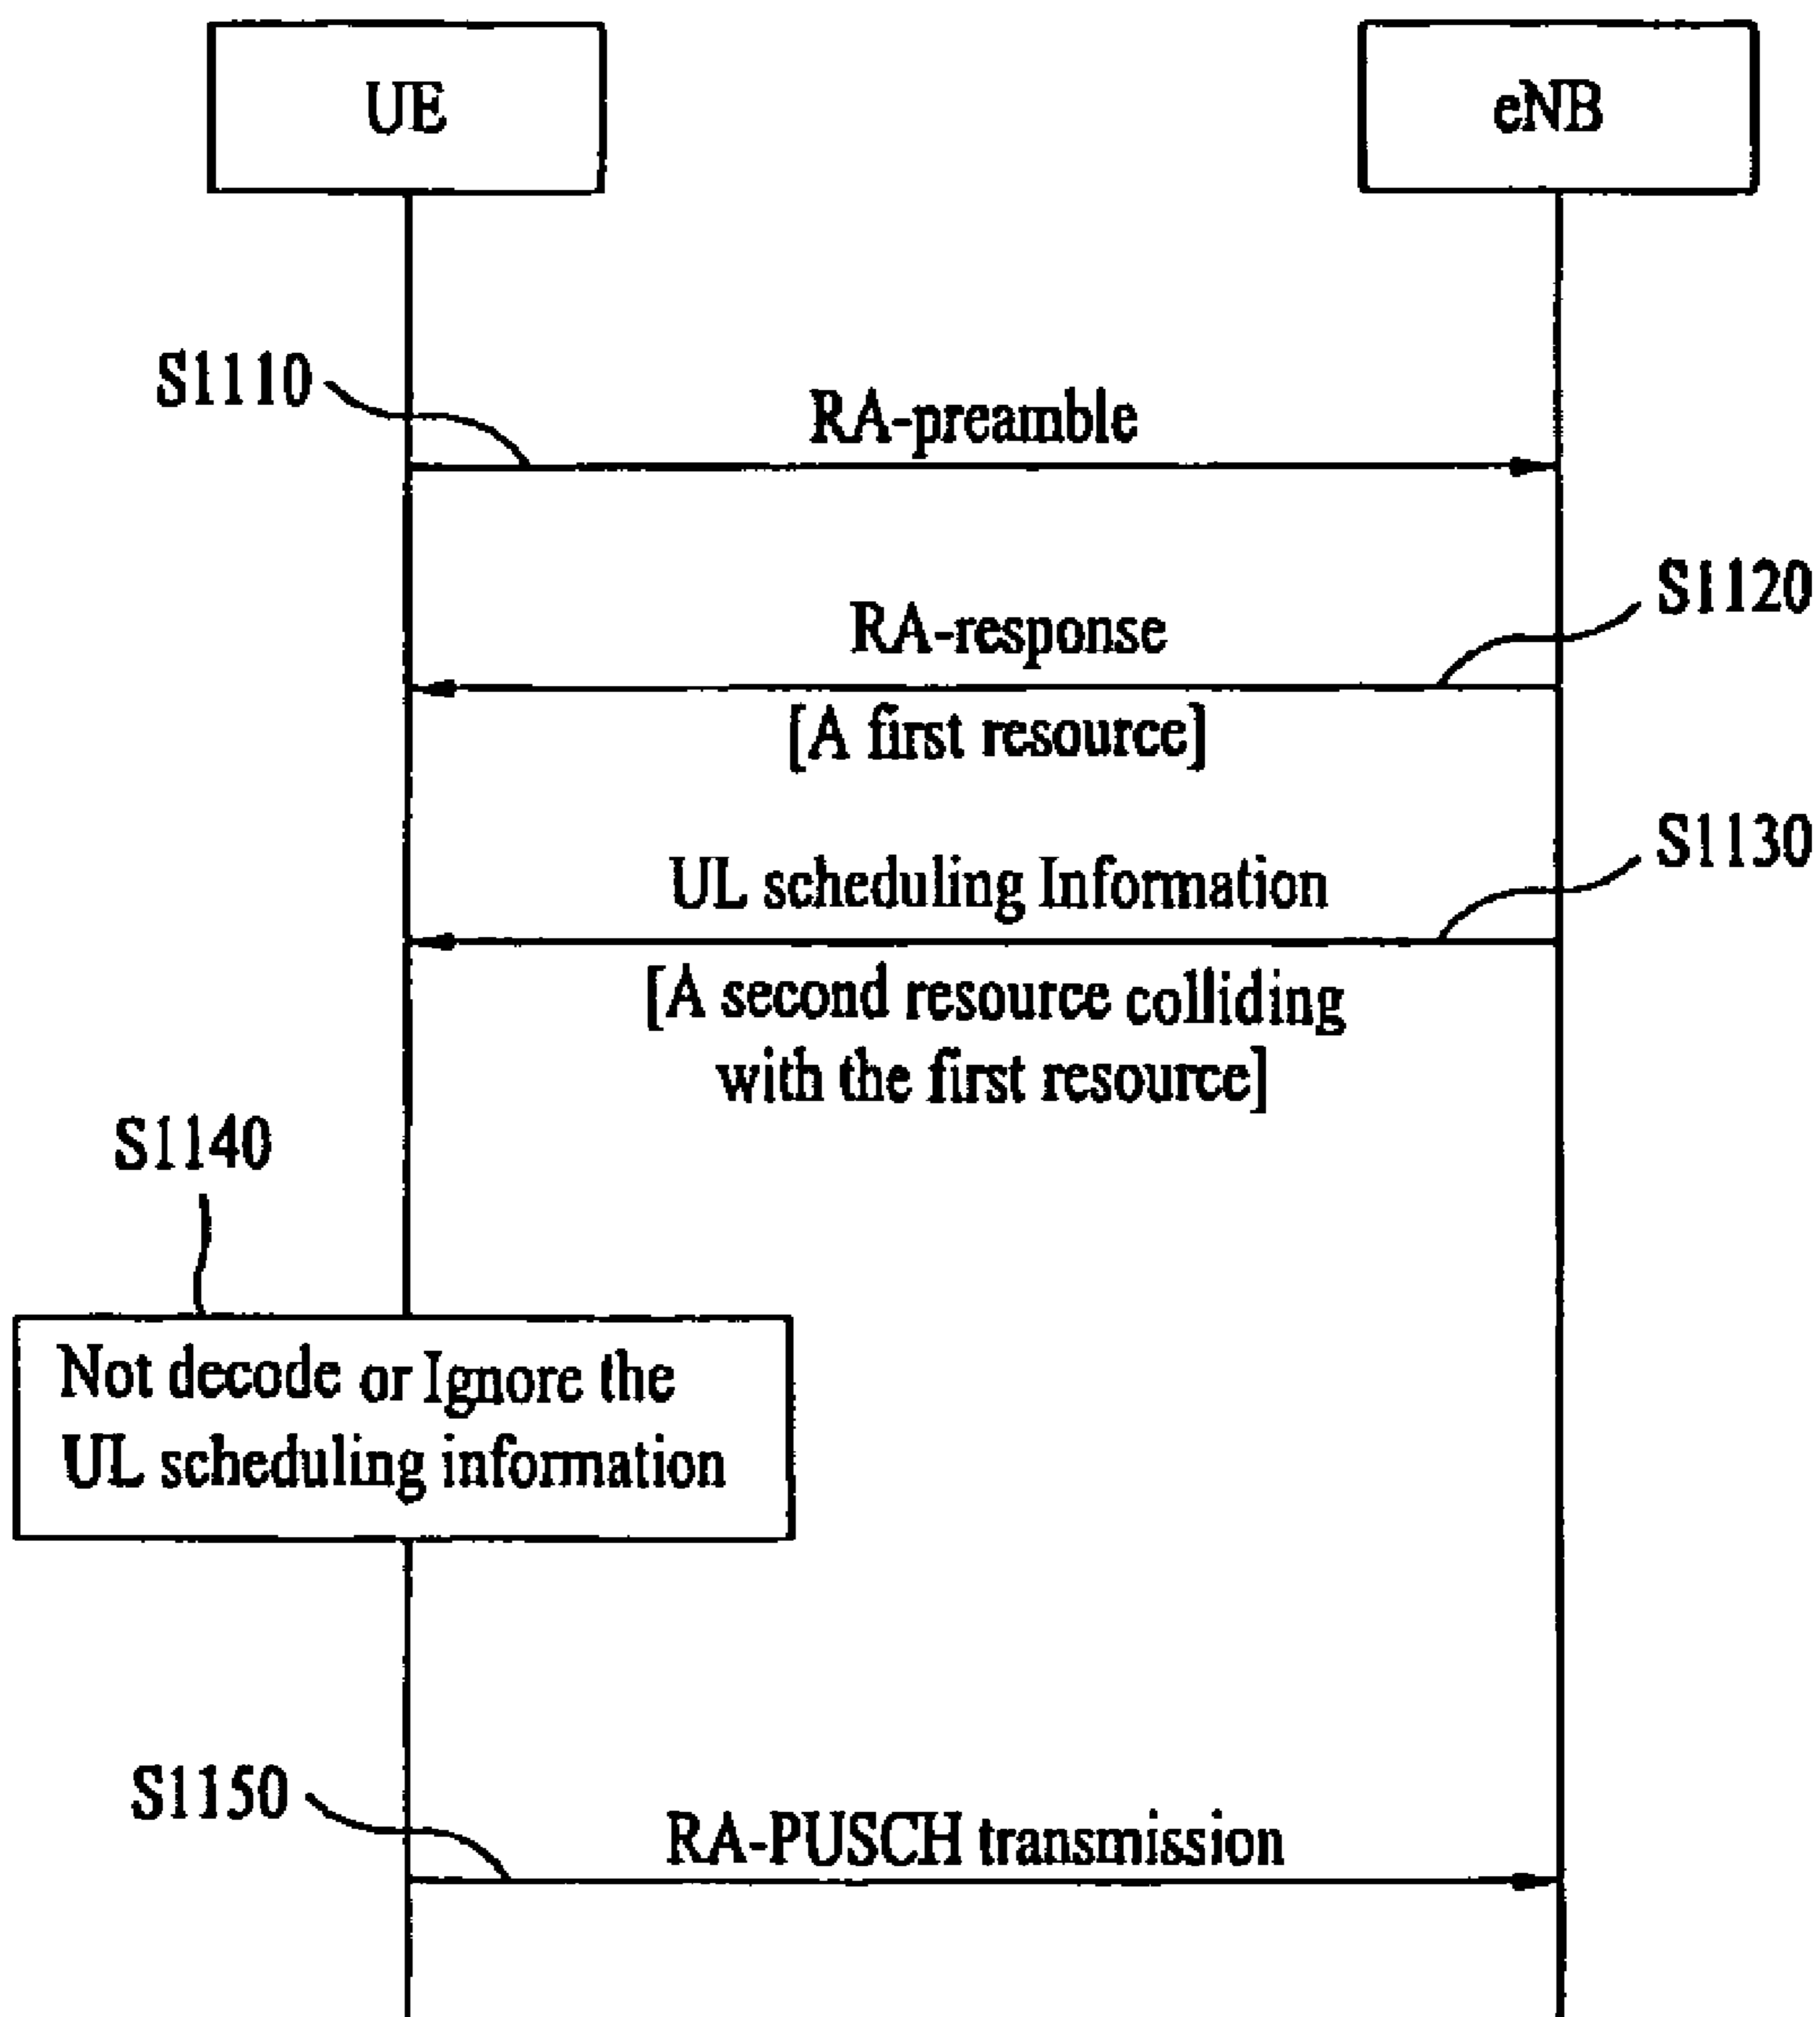 UE
eNB
S1110
RA-preamble
S1120
RA-response
[A first resource]
S1130
UL scheduling Information
[A second resource colliding
with the first resource]
S1140
Not decode or Ignore the
UL scheduling information
S1150
RA-PUSCH transmission